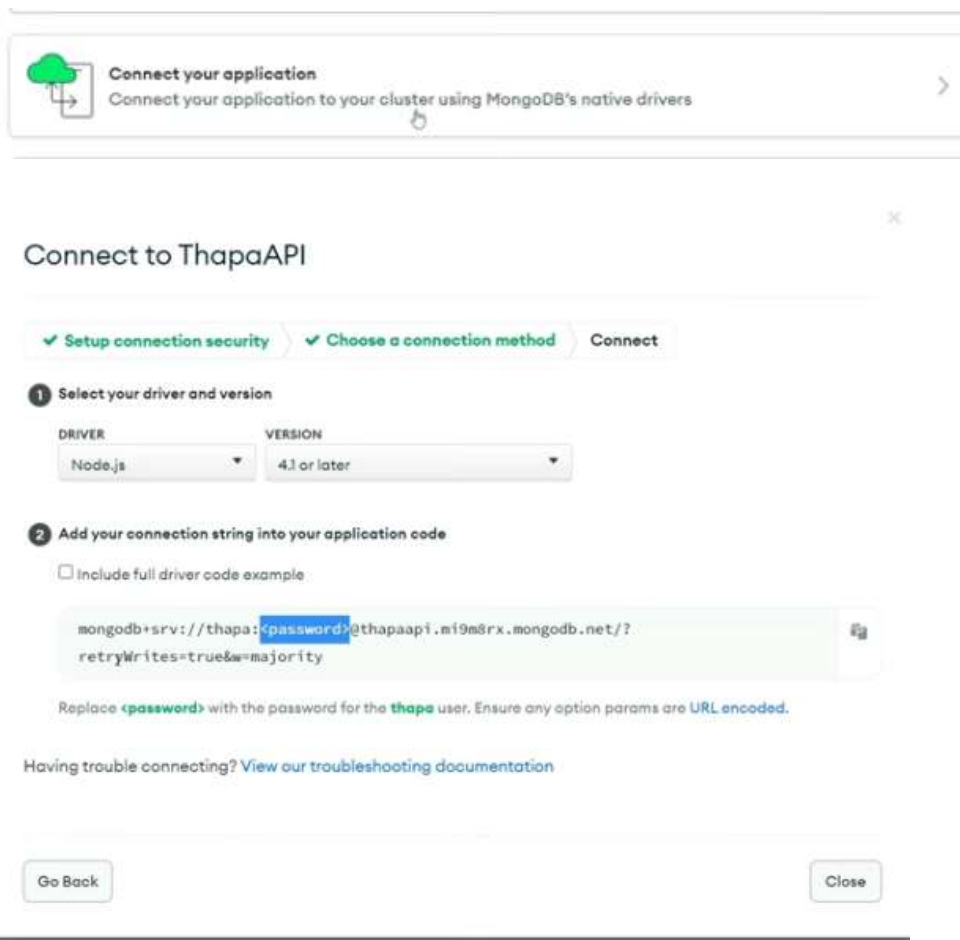 Connect your application
Connect your application to your cluster using MongoDB's native drivers
Connect to ThapaAPI
✔ Setup connection security ✔ Choose a connection method Connect
1 Select your driver and version
DRIVER VERSION
Node.js 4.1 or later
2 Add your connection string into your application code
Include full driver code example
mongodb+srv://thapa:<password>@thapaapi.mi9m8rx.mongodb.net/?
retryWrites=true&w=majority
Replace <password> with the password for the thapa user. Ensure any option params are URL encoded.
Having trouble connecting? View our troubleshooting documentation
Go Back Close